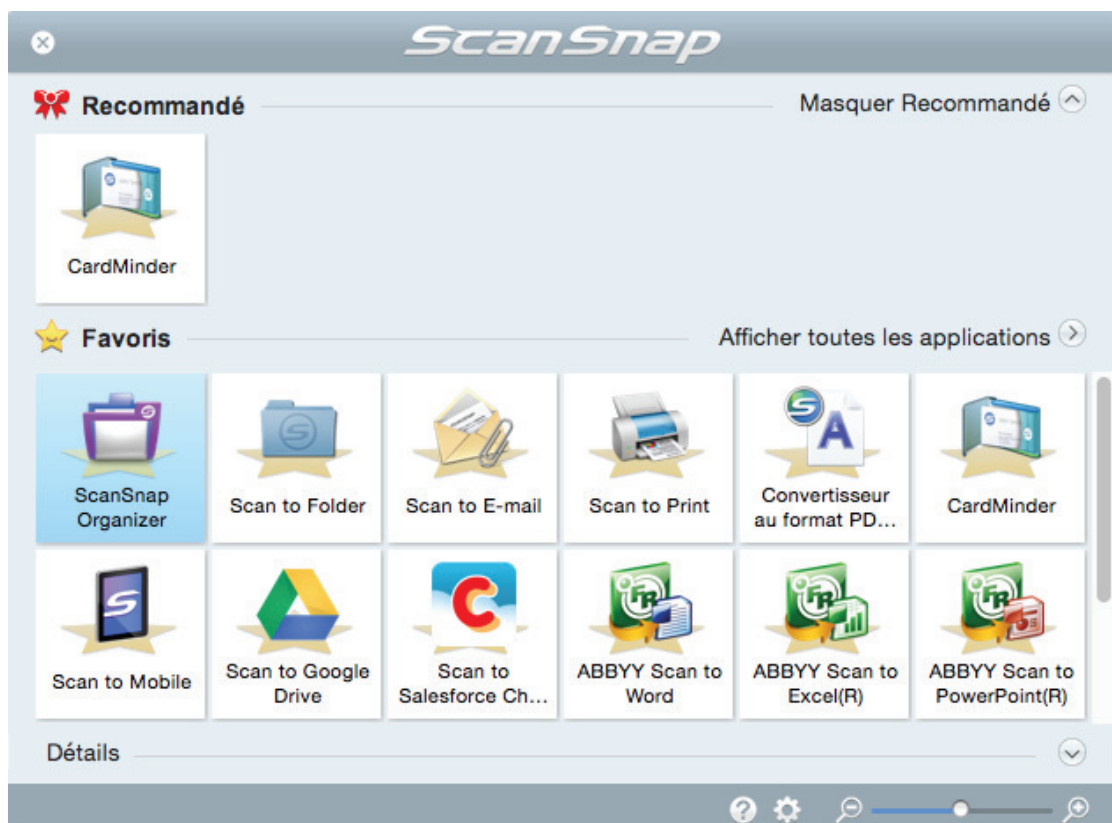 ScanSnap
Recommandé
Masquer Recommandé
CardMinder
Favoris
Afficher toutes les applications
ScanSnap
Organizer
Scan to Folder
Scan to E-mail
Scan to Print
Convertisseur
au format PD...
CardMinder
Scan to Mobile
Scan to Google
Drive
Scan to
Salesforce Ch...
ABBYY Scan to
Word
ABBYY Scan to
Excel(R)
ABBYY Scan to
PowerPoint(R)
Détails